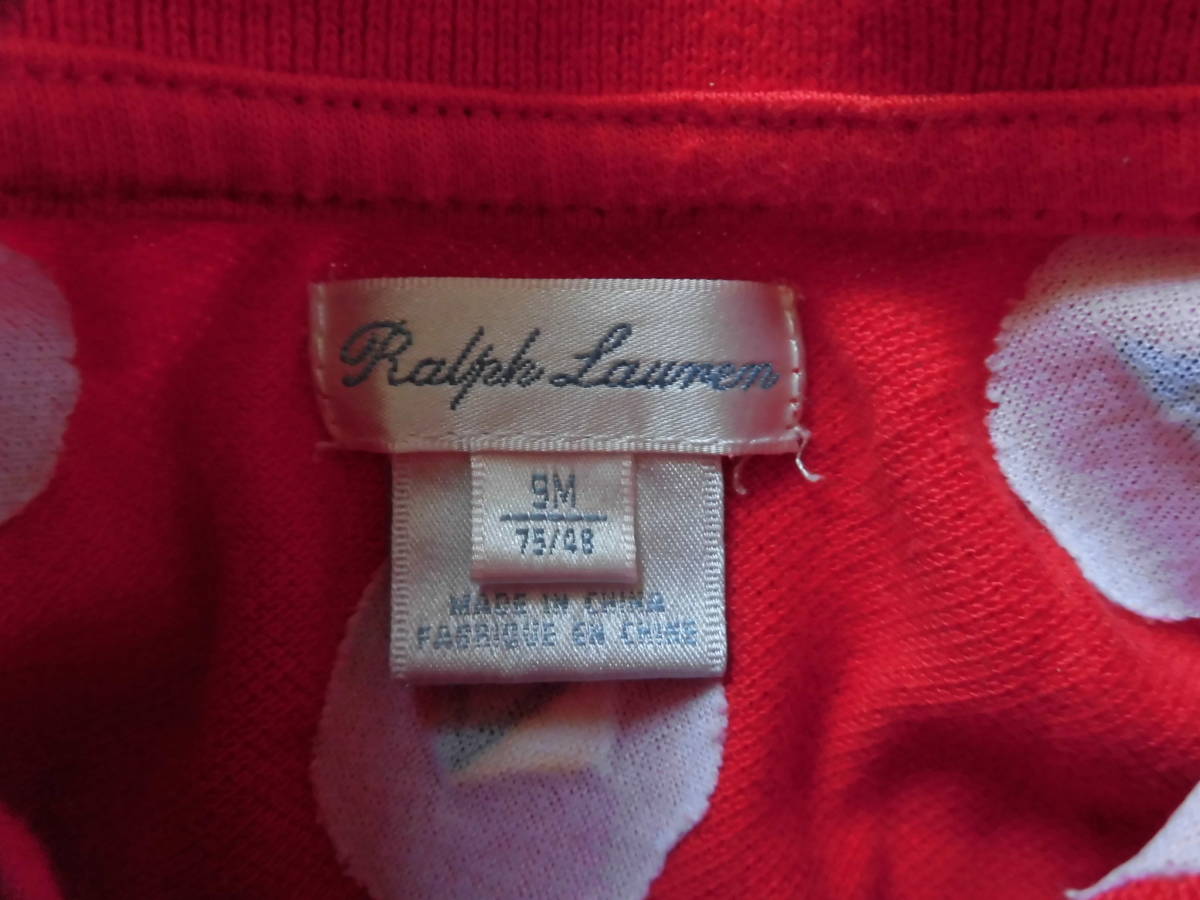 Ralph Lauren
9M
75/48
MADE IN CHINA
FABRIQUE EN CHINE